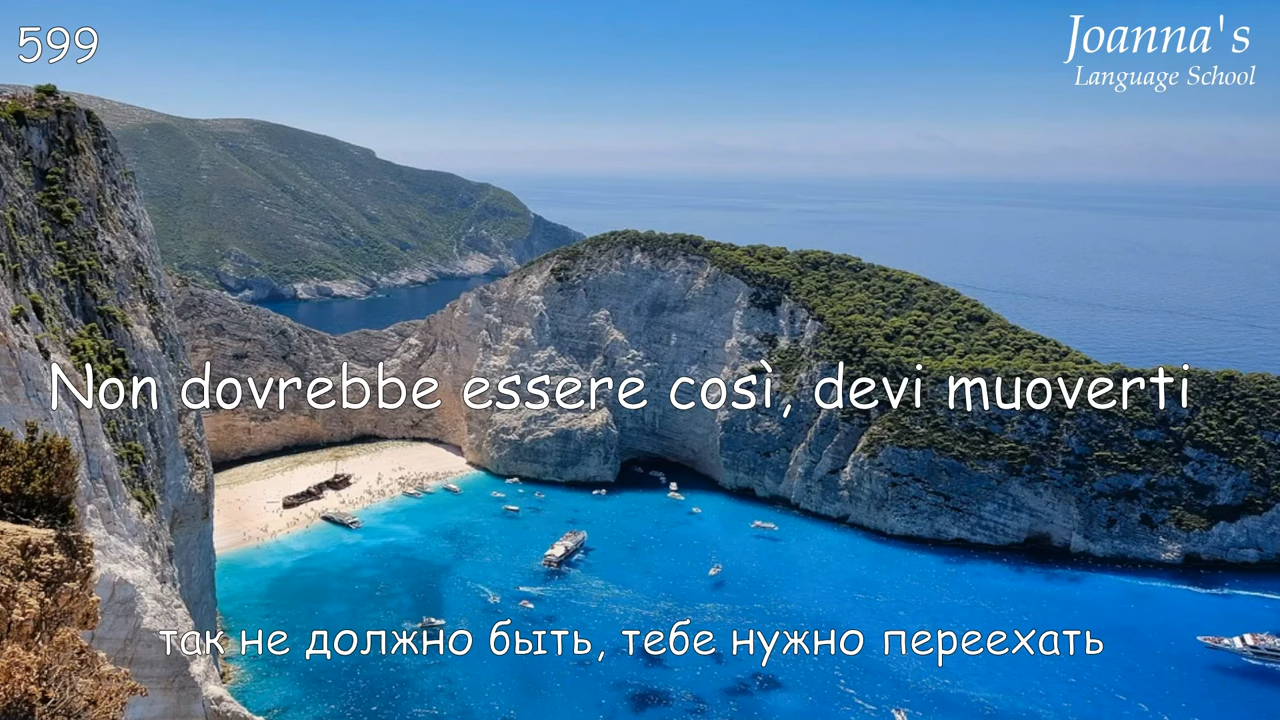 599
Joanna's
Language School
Non dovrebbe essere così, devi muoverti
так не должно быть, тебе нужно переехать